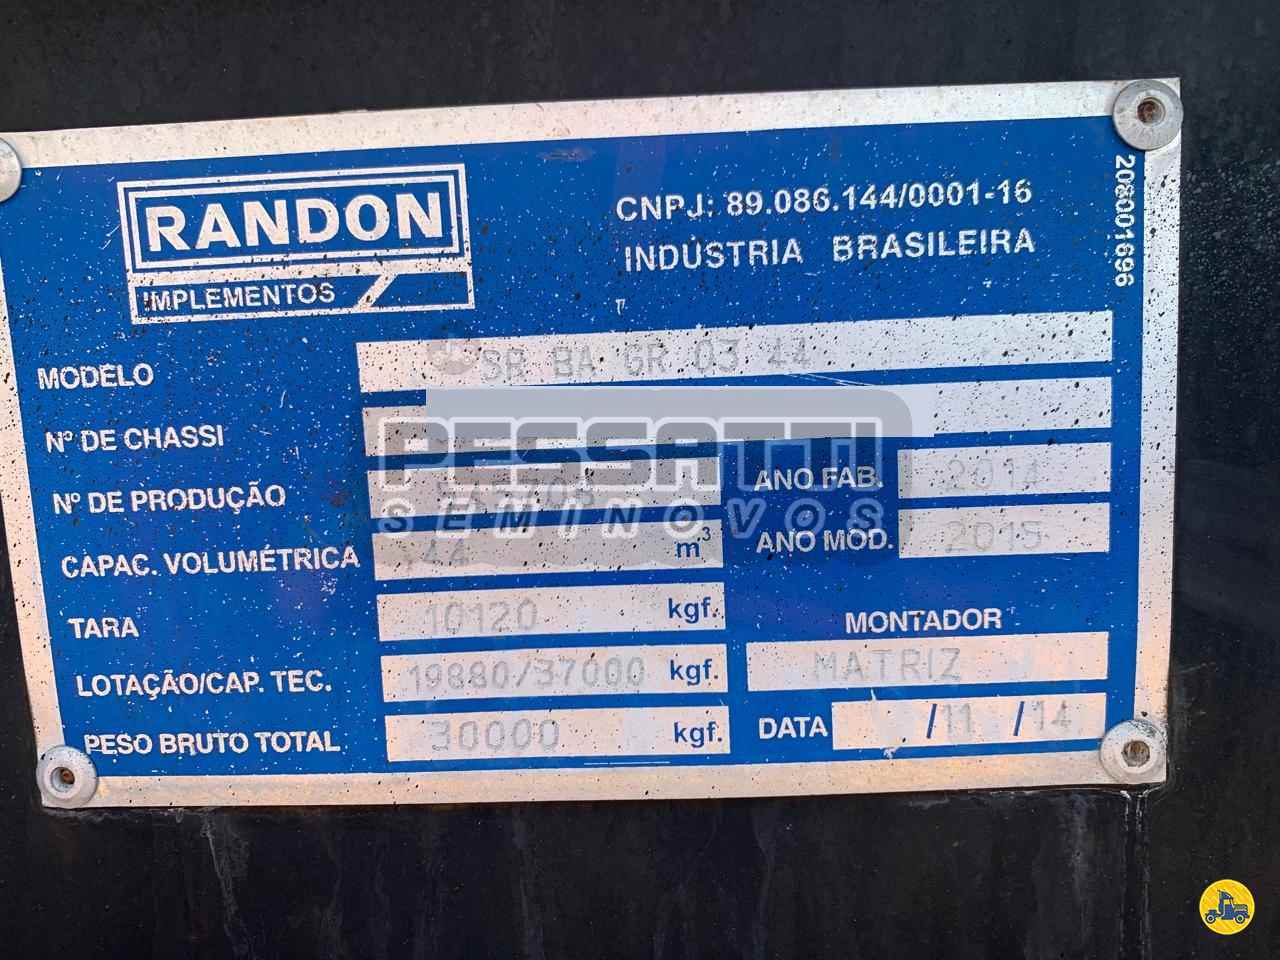 RANDON
IMPLEMENTOS
CNPJ: 89.086.144/0001-16
INDÚSTRIA BRASILEIRA
208001696
MODELO SR BA GR 03 44
Nº DE CHASSI
PESSATTI
SEMINOVOS
Nº DE PRODUÇÃO
ANO FAB. 2014
CAPAC. VOLUMÉTRICA 44 m³
ANO MOD. 2015
TARA 10120 kgf.
MONTADOR
LOTAÇÃO/CAP. TEC. 19880/37000 kgf.
MATRIZ
PESO BRUTO TOTAL 30000 kgf.
DATA /11 /14